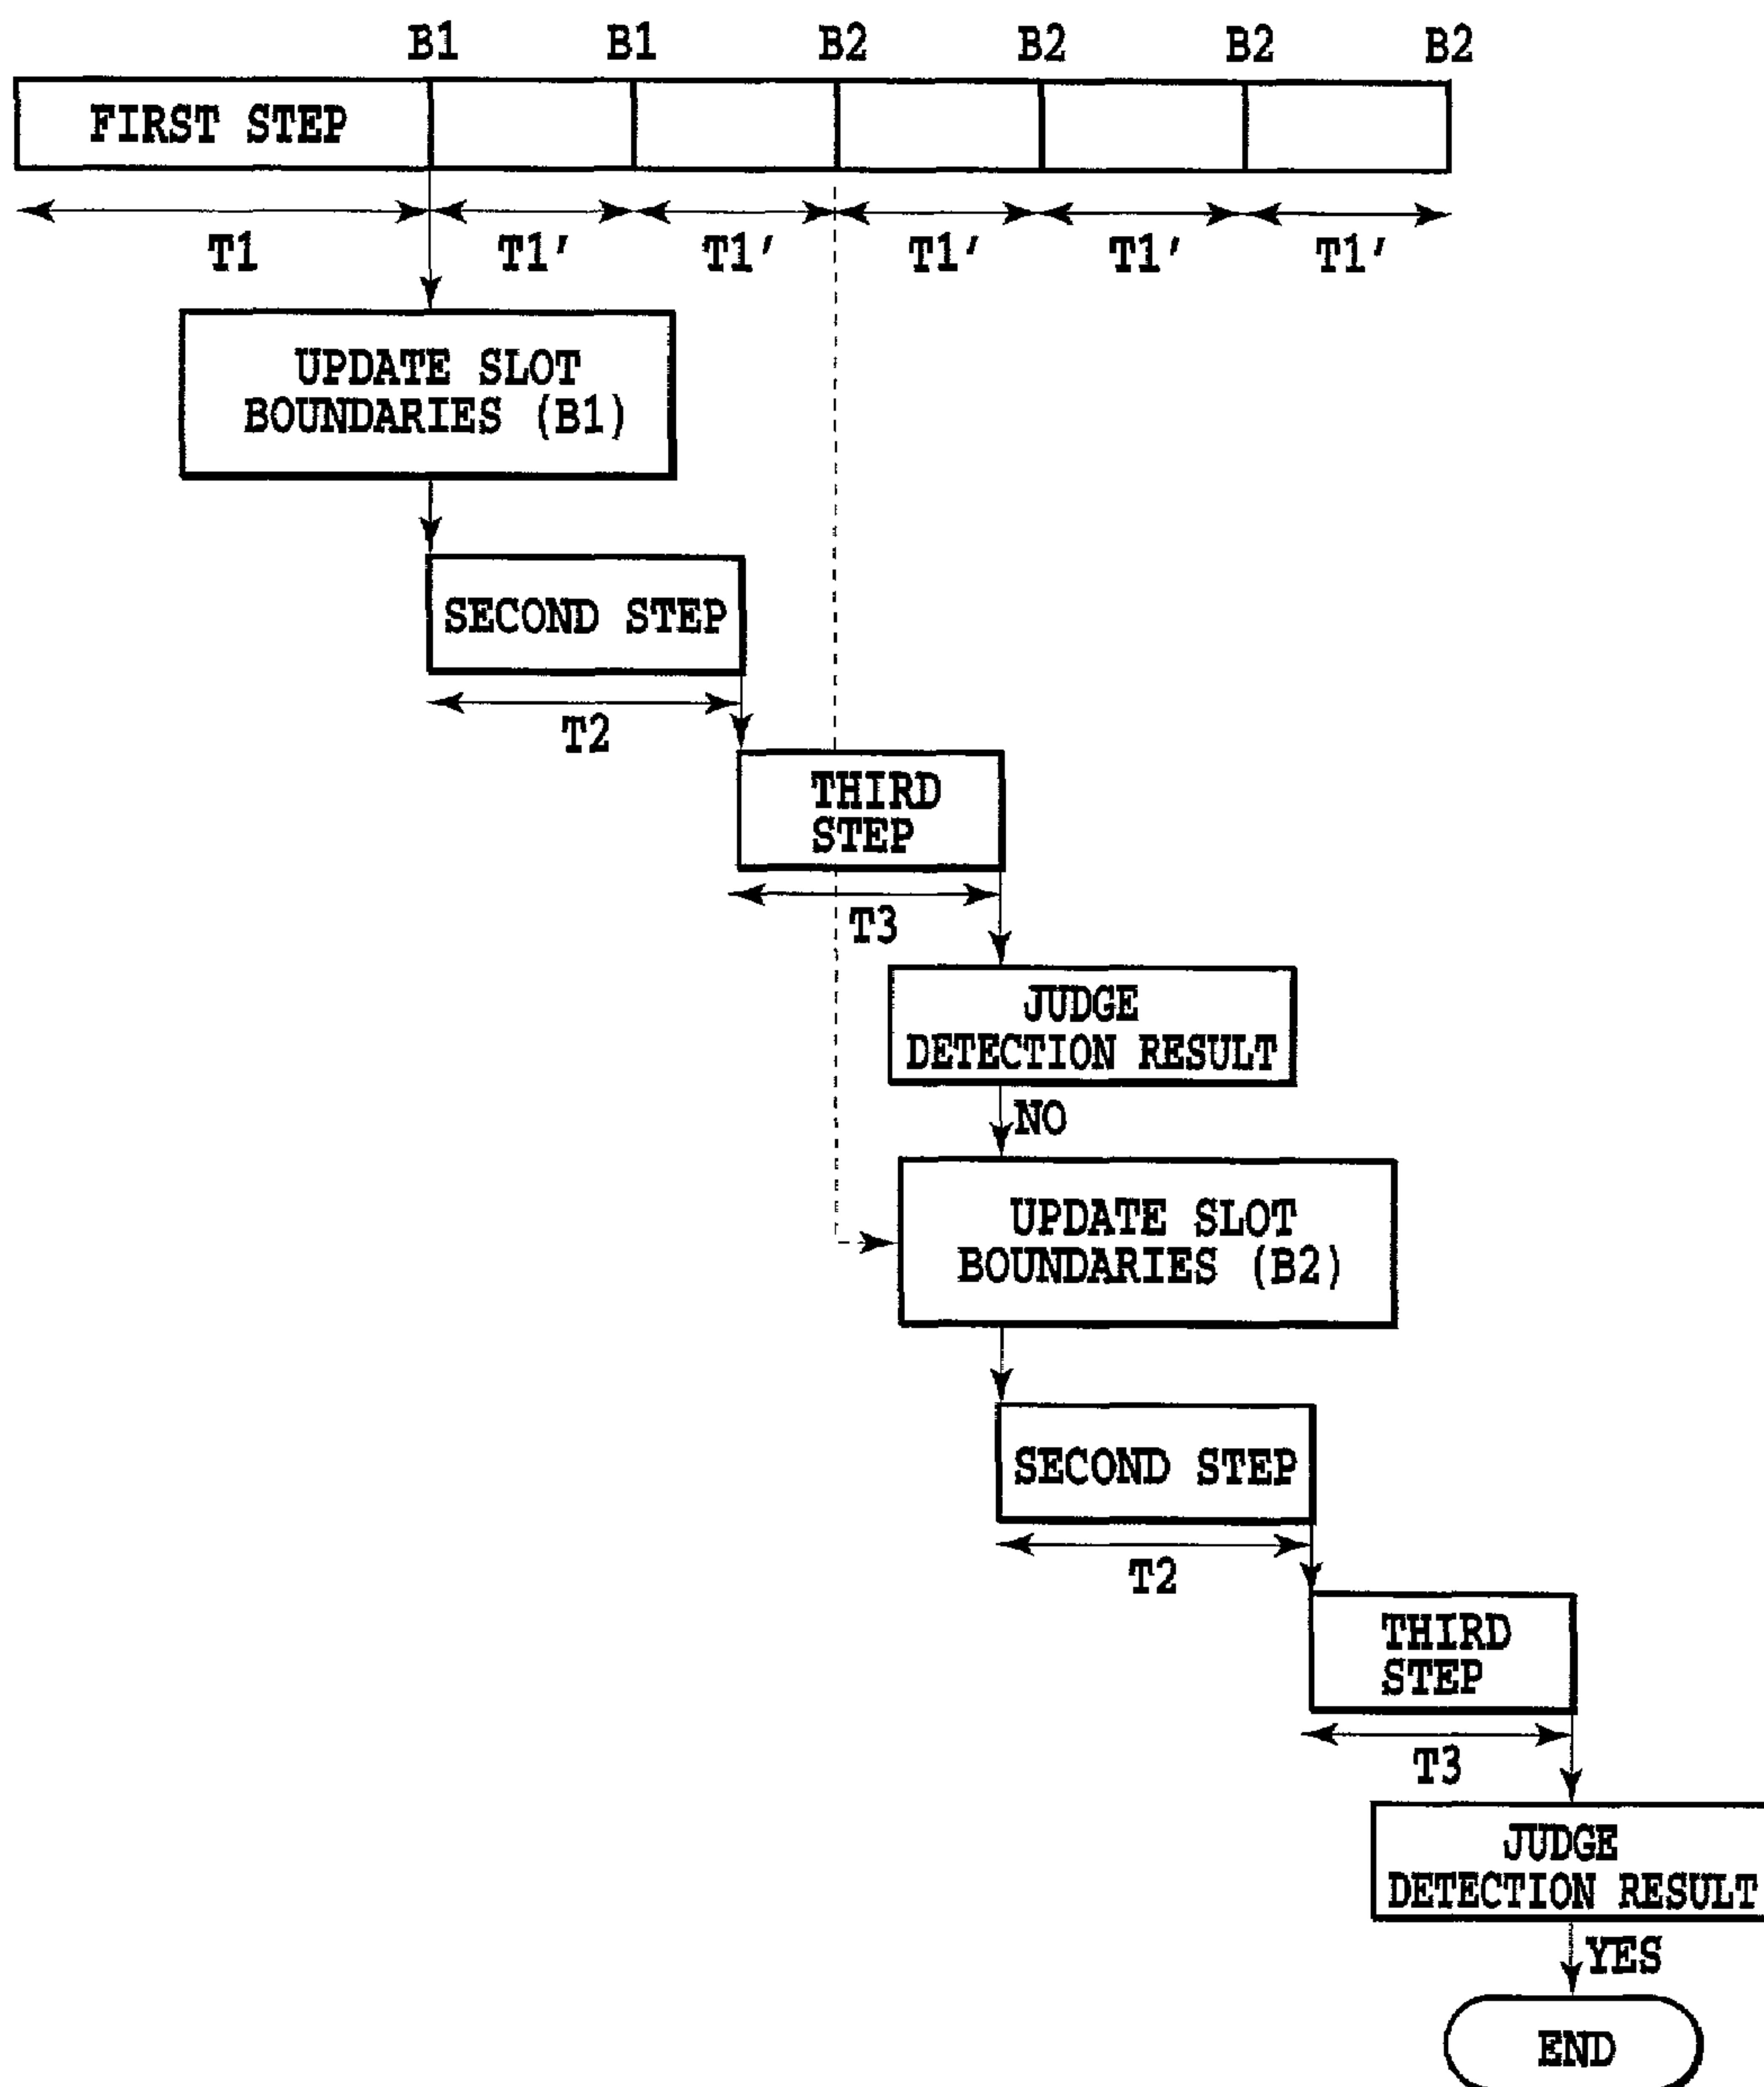 B1 B1 B2 B2 B2 B2
FIRST STEP
T1 T1' T1' T1' T1' T1'
UPDATE SLOT
BOUNDARIES (B1)
SECOND STEP
T2
THIRD
STEP
T3
JUDGE
DETECTION RESULT
NO
UPDATE SLOT
BOUNDARIES (B2)
SECOND STEP
T2
THIRD
STEP
T3
JUDGE
DETECTION RESULT
YES
END